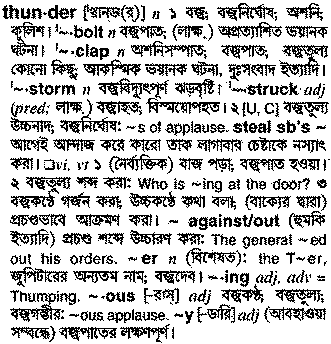 thun·der [থান্ডা(র্)] n ১ বজ্র; বজ্রনির্ঘোষ; অশনি;
কুলিশ। '~·bolt n বজ্রপাত; (লাক্ষ.) অপ্রত্যাশিত ভয়ানক
ঘটনা। '~·clap n অশনিসম্পাত, বজ্রপাত, বজ্রতুল্য
কোনো কিছু, আকস্মিক ভয়ানক ঘটনা, দুঃসংবাদ ইত্যাদি।
'~·storm n বজ্রবিদ্যুৎপূর্ণ ঝড়বৃষ্টি। '~·struck adj
(pred; লাক্ষ.) বজ্রাহত; বিস্ময়োপহত। ২ [U, C] বজ্রতুল্য
উচ্চনাদ; বজ্রনির্ঘোষ: ~s of applause. steal sb's ~
আগেই আন্দাজ করে কারো তাক লাগাবার চেষ্টাকে নস্যাৎ
করা। □vi, vt ১ (নৈর্ব্যক্তিক) বাজ পড়া; বজ্রপাত হওয়া।
২ বজ্রতুল্য শব্দ করা: Who is ~ing at the door? ৩
বজ্রকণ্ঠে গর্জন করা; উচ্চকণ্ঠে কথা বলা; (বাক্যের দ্বারা)
প্রচণ্ডভাবে আক্রমণ করা। ~ against/out (হুমকি
ইত্যাদি) প্রচণ্ড শব্দে উচ্চারণ করা: The general ~ed
out his orders. ~·er n (বিশেষত): the T~er,
জুপিটারের অন্যতম নাম; বজ্রদেব। ~·ing adj, adv =
Thumping. ~·ous [-রাস্] adj বজ্রকণ্ঠ; বজ্রতুল্য;
বজ্রগম্ভীর: ~ous applause. ~y [-ডারি] adj (আবহাওয়া
সম্বন্ধে) বজ্রপাতের লক্ষণপূর্ণ।